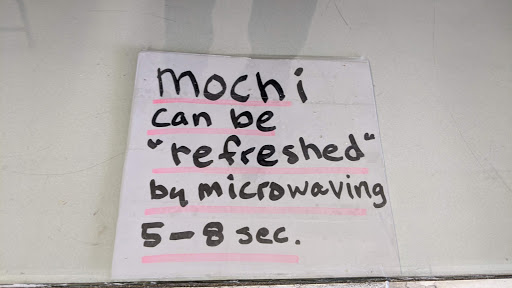 mochi
can be
"refreshed"
by microwaving
5-8 sec.